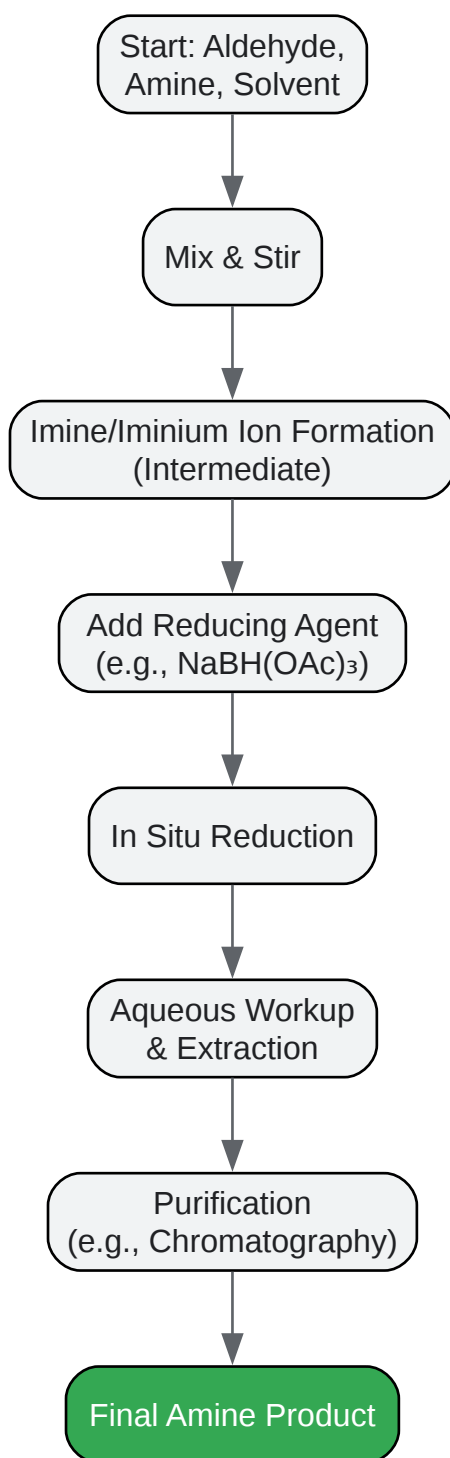 Start: Aldehyde,
Amine, Solvent
Mix & Stir
Imine/Iminium Ion Formation
(Intermediate)
Add Reducing Agent
(e.g., NaBH(OAc)₃)
In Situ Reduction
Aqueous Workup
& Extraction
Purification
(e.g., Chromatography)
Final Amine Product